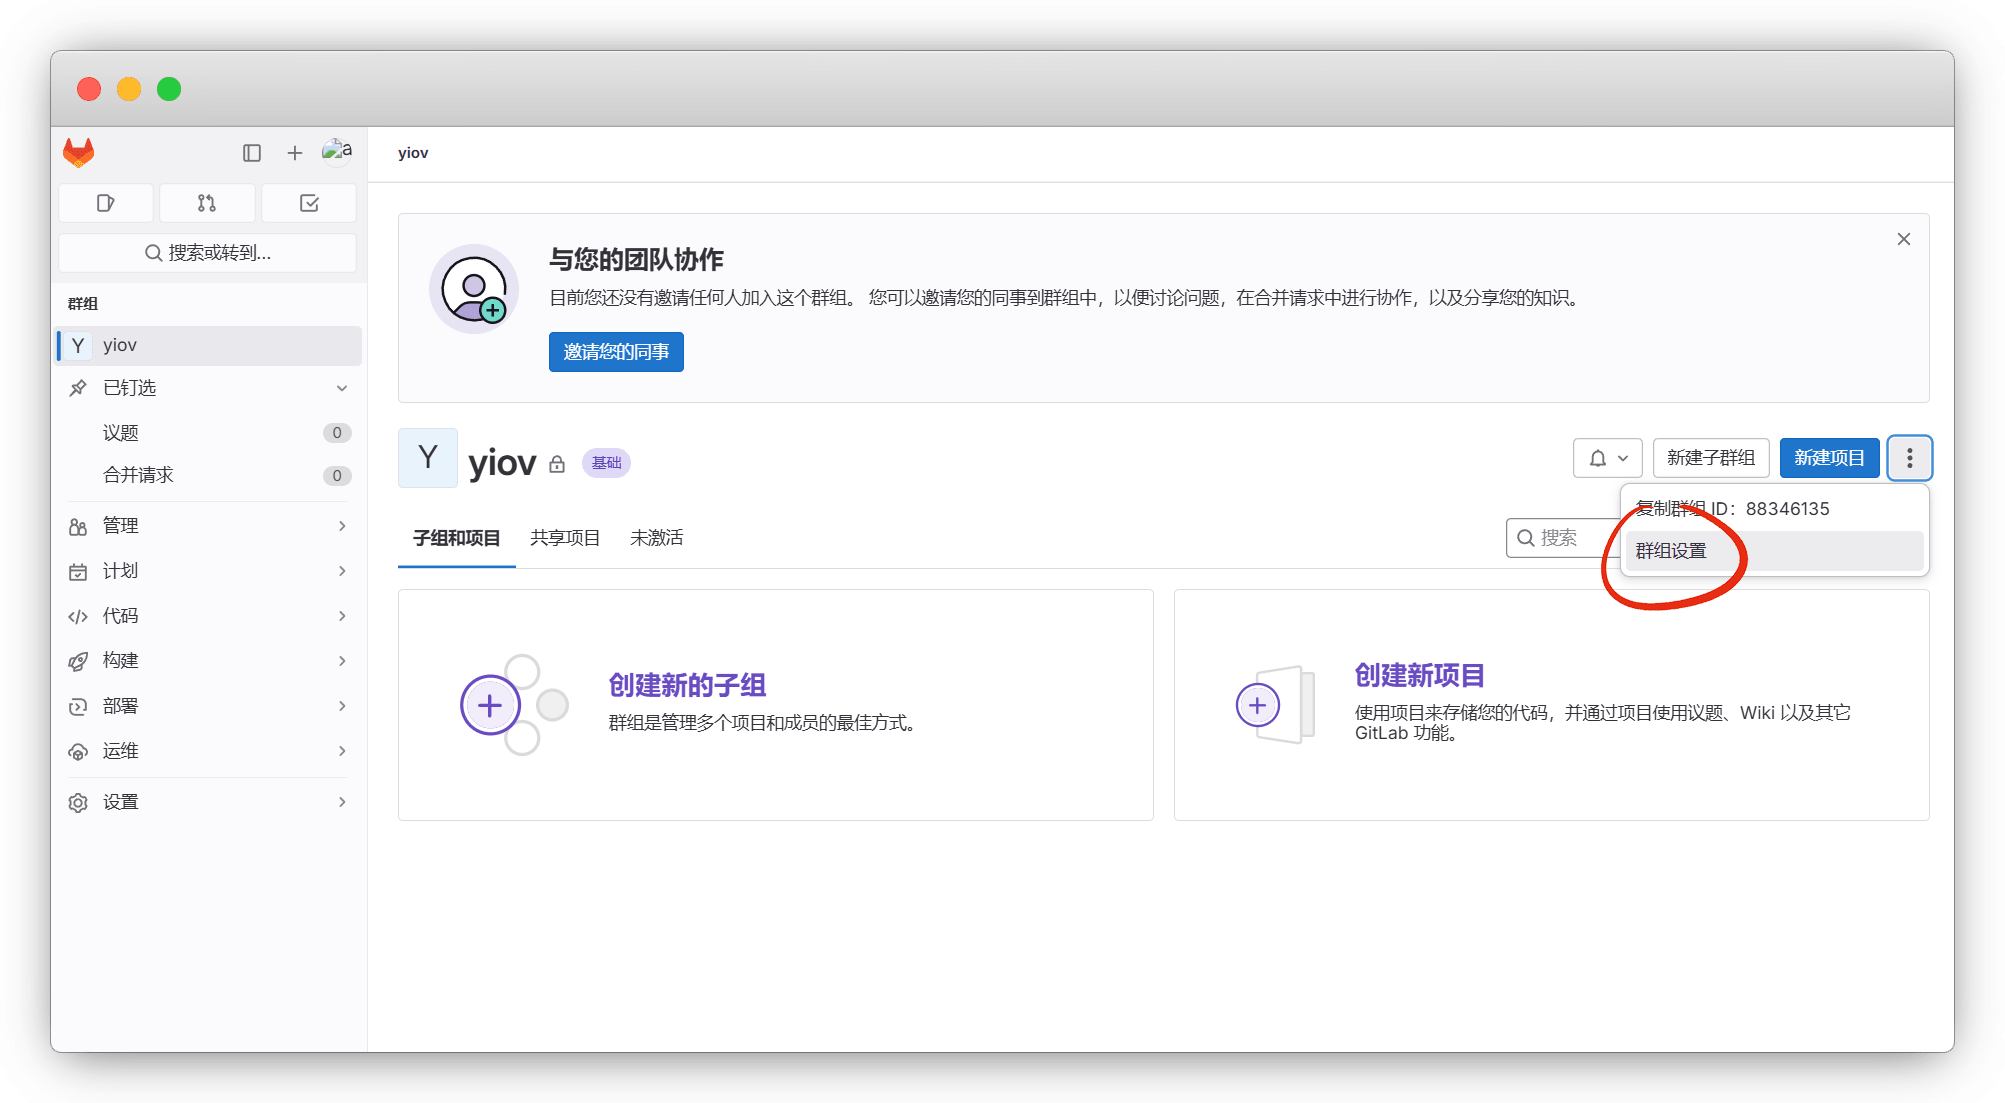 a
yiov
搜索或转到...
群组
Y yiov
已钉选
议题 0
合并请求 0
管理
计划
代码
构建
部署
运维
设置
与您的团队协作
目前您还没有邀请任何人加入这个群组。 您可以邀请您的同事到群组中，以便讨论问题，在合并请求中进行协作，以及分享您的知识。
邀请您的同事
Y yiov 基础
新建子群组 新建项目
复制群组 ID：88346135
群组设置
子组和项目 共享项目 未激活
搜索
创建新的子组
群组是管理多个项目和成员的最佳方式。
创建新项目
使用项目来存储您的代码，并通过项目使用议题、Wiki 以及其它
GitLab 功能。